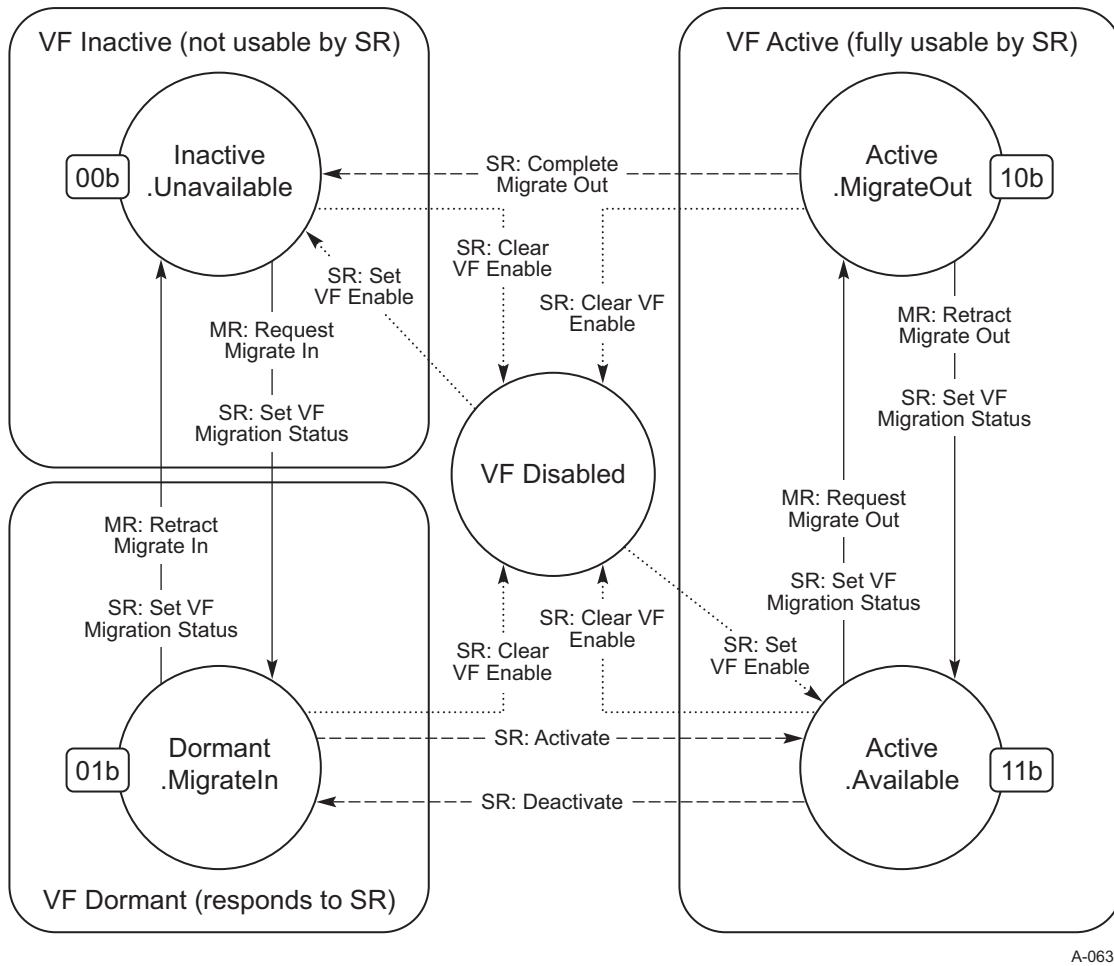 VF Inactive (not usable by SR)
VF Active (fully usable by SR)
Inactive
.Unavailable
00b
SR: Complete
Migrate Out
Active
.MigrateOut
10b
SR: Clear
VF Enable
SR: Set
VF Enable
SR: Clear VF
Enable
MR: Request
Migrate In
MR: Retract
Migrate Out
SR: Set VF
Migration Status
SR: Set VF
Migration Status
VF Disabled
MR: Retract
Migrate In
MR: Request
Migrate Out
SR: Set VF
Migration Status
SR: Clear
VF Enable
SR: Clear VF
Enable
SR: Set
VF Enable
SR: Set VF
Migration Status
Dormant
.MigrateIn
01b
SR: Activate
SR: Deactivate
Active
.Available
11b
VF Dormant (responds to SR)
A-063